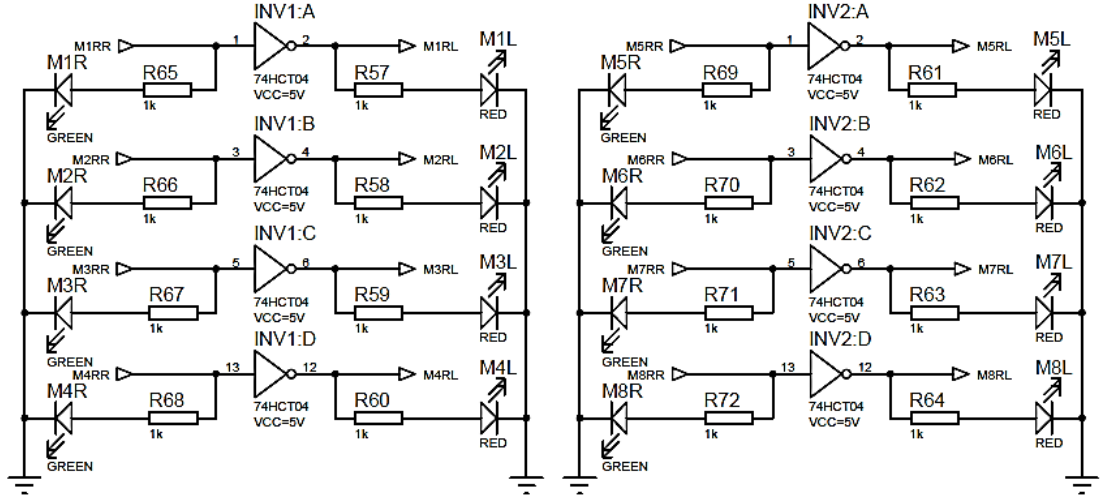 INV1:A
M1RR 1 2 M1RL
M1R R65 R57 M1L
1k 74HCT04 1k
VCC=5V
GREEN RED
INV1:B
M2RR 3 4 M2RL
M2R R66 R58 M2L
1k 74HCT04 1k
VCC=5V
GREEN RED
INV1:C
M3RR 5 6 M3RL
M3R R67 R59 M3L
1k 74HCT04 1k
VCC=5V
GREEN RED
INV1:D
M4RR 13 12 M4RL
M4R R68 R60 M4L
1k 74HCT04 1k
VCC=5V
GREEN RED
INV2:A
M5RR 1 2 M5RL
M5R R69 R61 M5L
1k 74HCT04 1k
VCC=5V
GREEN RED
INV2:B
M6RR 3 4 M6RL
M6R R70 R62 M6L
1k 74HCT04 1k
VCC=5V
GREEN RED
INV2:C
M7RR 5 6 M7RL
M7R R71 R63 M7L
1k 74HCT04 1k
VCC=5V
GREEN RED
INV2:D
M8RR 13 12 M8RL
M8R R72 R64 M8L
1k 74HCT04 1k
VCC=5V
GREEN RED